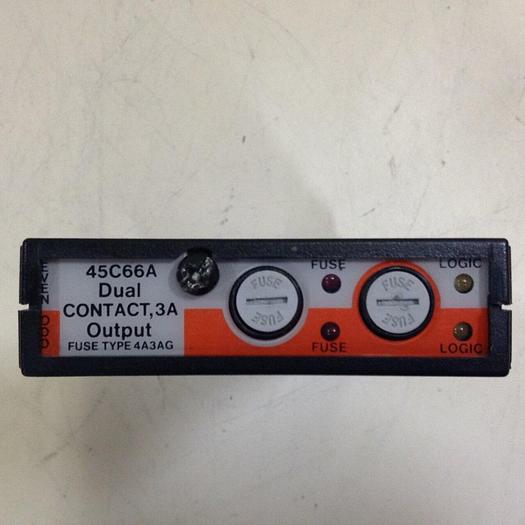 EVEN
ODD
45C66A
Dual
CONTACT,3A
Output
FUSE TYPE 4A3AG
FUSE
FUSE
FUSE
FUSE
FUSE
FUSE
LOGIC
LOGIC